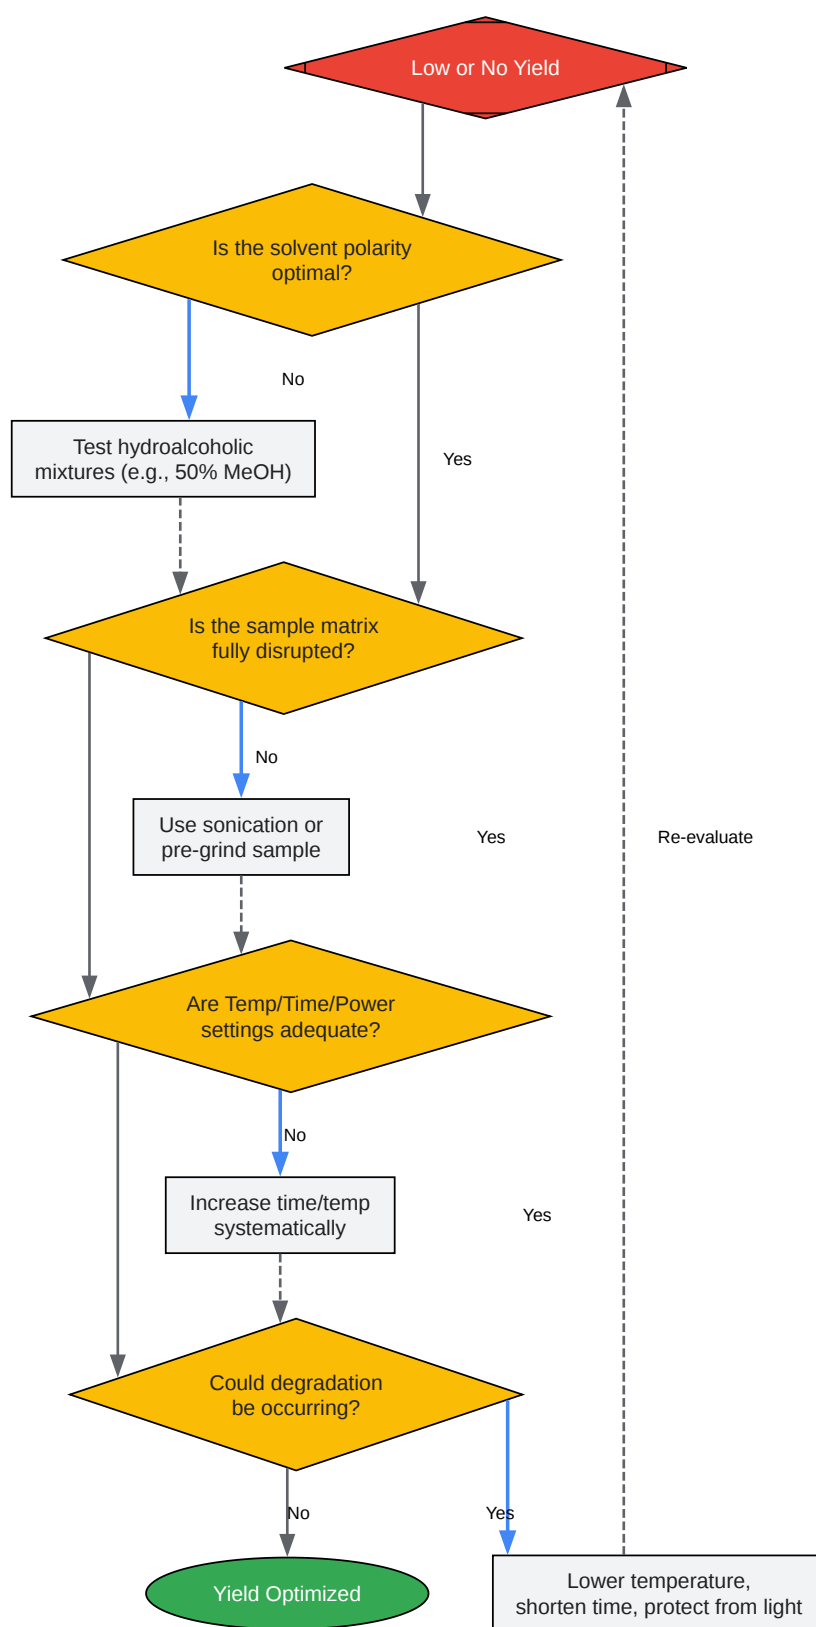 Low or No Yield
Is the solvent polarity
optimal?
No
Test hydroalcoholic
mixtures (e.g., 50% MeOH)
Yes
Is the sample matrix
fully disrupted?
No
Use sonication or
pre-grind sample
Yes
Re-evaluate
Are Temp/Time/Power
settings adequate?
No
Increase time/temp
systematically
Yes
Could degradation
be occurring?
No
Yes
Yield Optimized
Lower temperature,
shorten time, protect from light